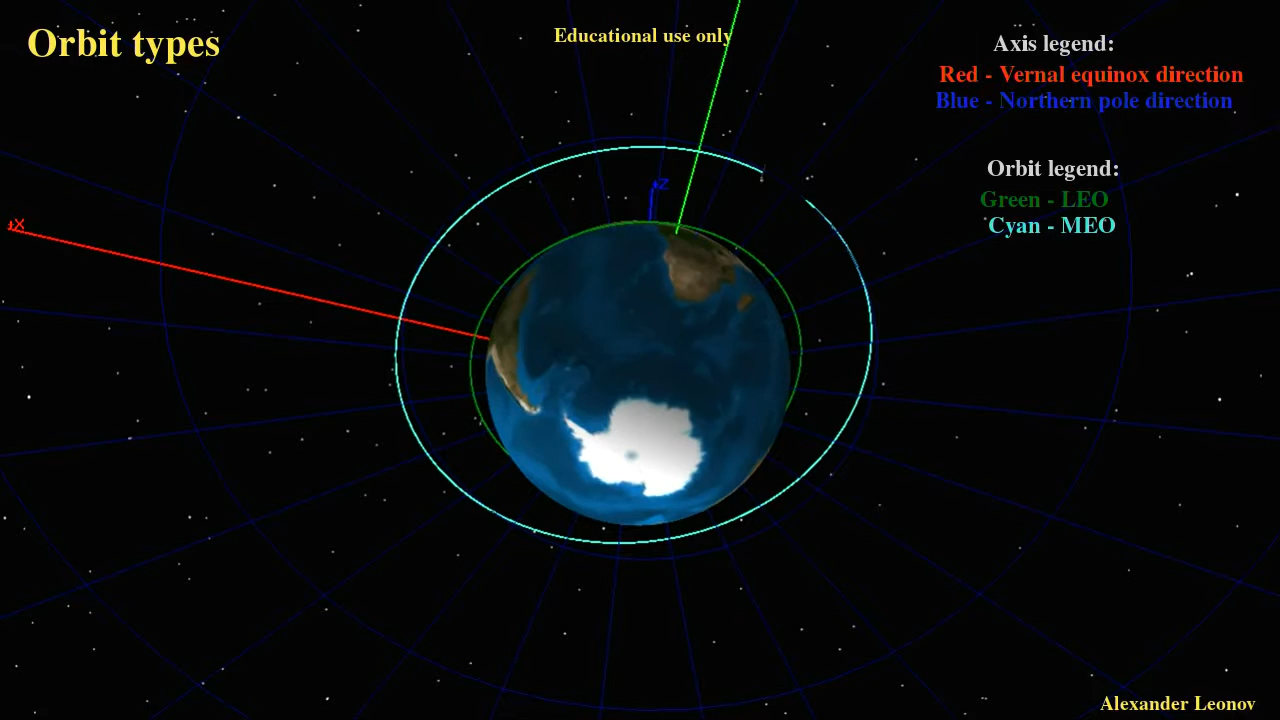 Orbit types
Educational use only
Axis legend:
Red - Vernal equinox direction
Blue - Northern pole direction
Orbit legend:
Green - LEO
Cyan - MEO
+Z
+X
Alexander Leonov